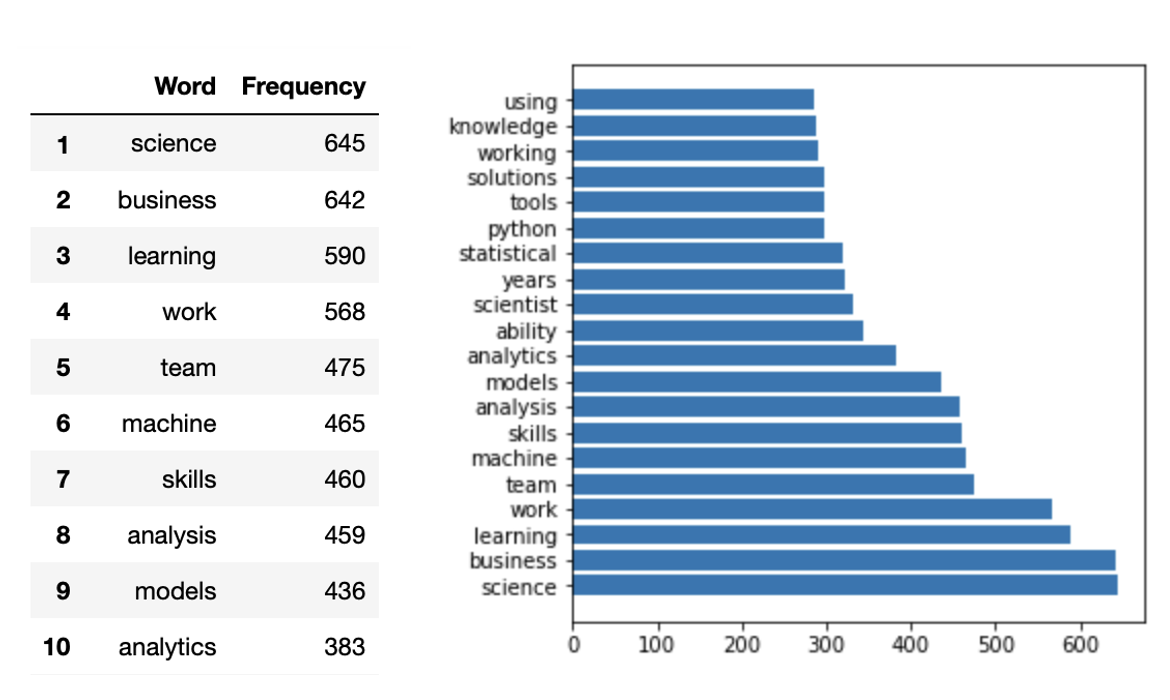 Word Frequency
1 science 645
2 business 642
3 learning 590
4 work 568
5 team 475
6 machine 465
7 skills 460
8 analysis 459
9 models 436
10 analytics 383
using
knowledge
working
solutions
tools
python
statistical
years
scientist
ability
analytics
models
analysis
skills
machine
team
work
learning
business
science
0 100 200 300 400 500 600